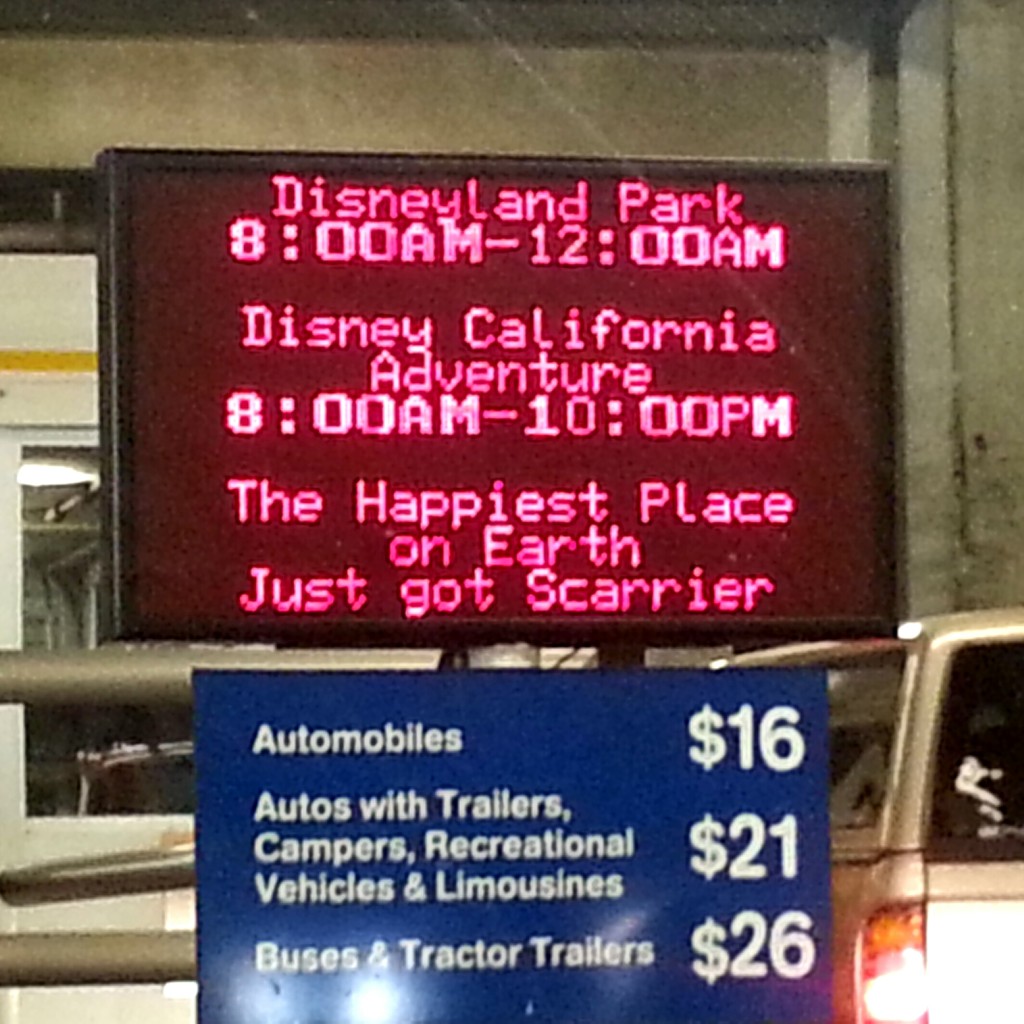 Disneyland Park
8:00AM-12:00AM
Disney California
Adventure
8:00AM-10:00PM
The Happiest Place
on Earth
Just got Scarrier
Automobiles $16
Autos with Trailers,
Campers, Recreational $21
Vehicles & Limousines
Buses & Tractor Trailers $26